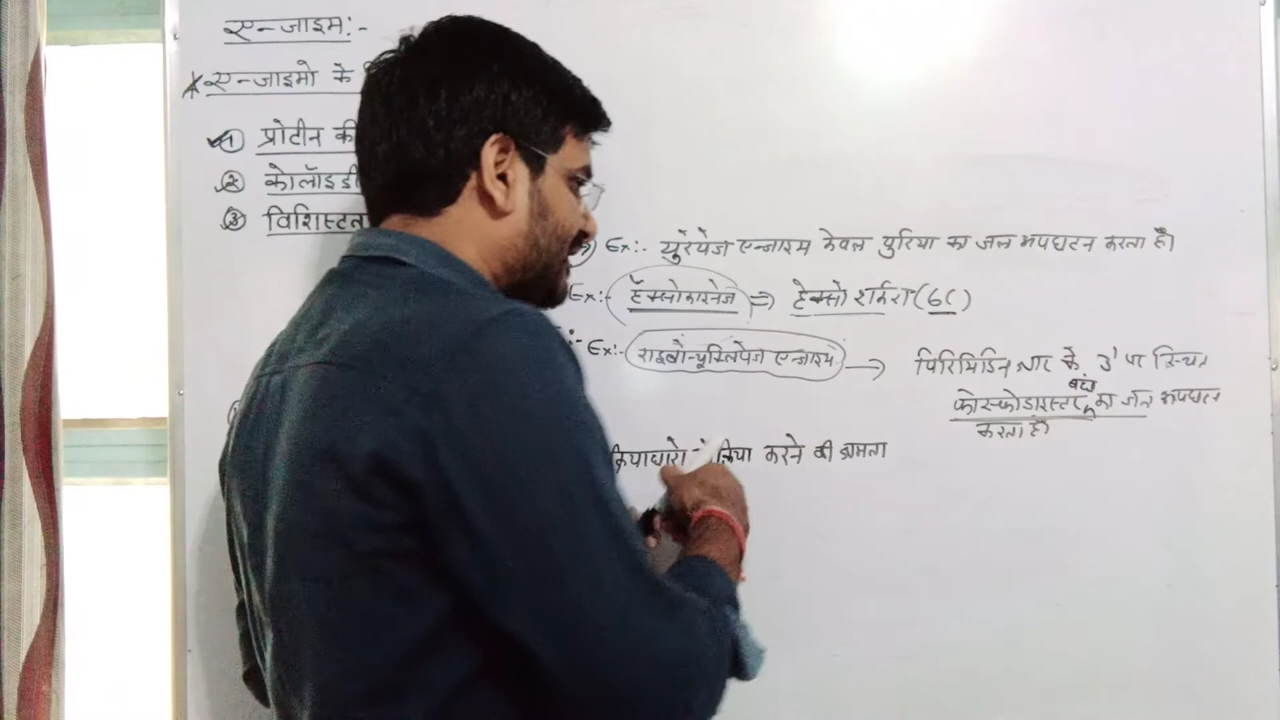 एन्जाइम:-
एन्जाइमो के
① प्रोटीन की
② कोलॉइडी
③ विशिस्टता
Ex:- युरेयेज एन्जाइम केवल युरिया का जल अपघटन करता है।
Ex:- हेक्सोकाइनेज => हेक्सो शर्करा (6C)
:- Ex:- राइबोन्यूक्लियेज एन्जाइम → पिरिमिडिन क्षार के 3' पर स्थित
फोस्फोडाइस्टर बंध का जल अपघटन
करता है।
क्रियाधारो क्रिया करने की क्षमता